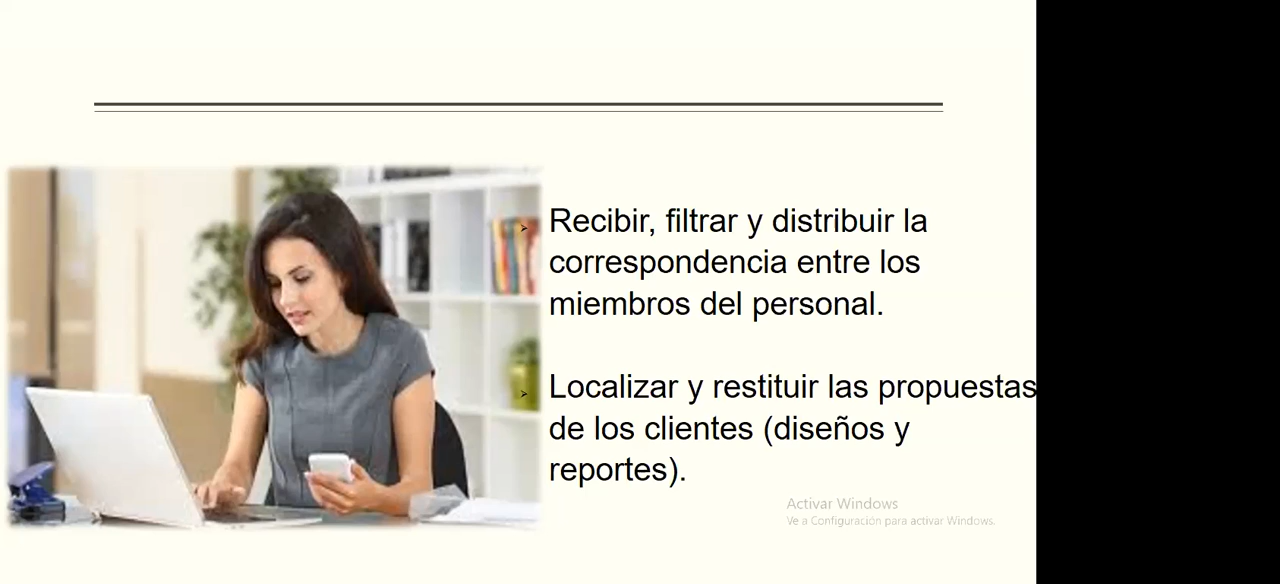 Recibir, filtrar y distribuir la
correspondencia entre los
miembros del personal.
Localizar y restituir las propuestas
de los clientes (diseños y
reportes).
Activar Windows
Ve a Configuración para activar Windows.